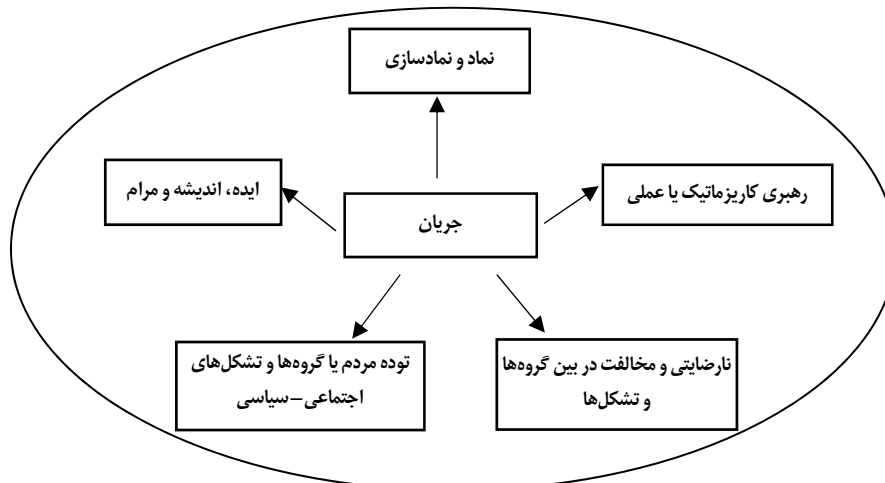 نماد و نمادسازی
رهبری کاریزماتیک یا عملی
ایده، اندیشه و مرام
جریان
نارضایتی و مخالفت در بین گروه‌ها
و تشکل‌ها
توده مردم یا گروه‌ها و تشکل‌های
اجتماعی – سیاسی